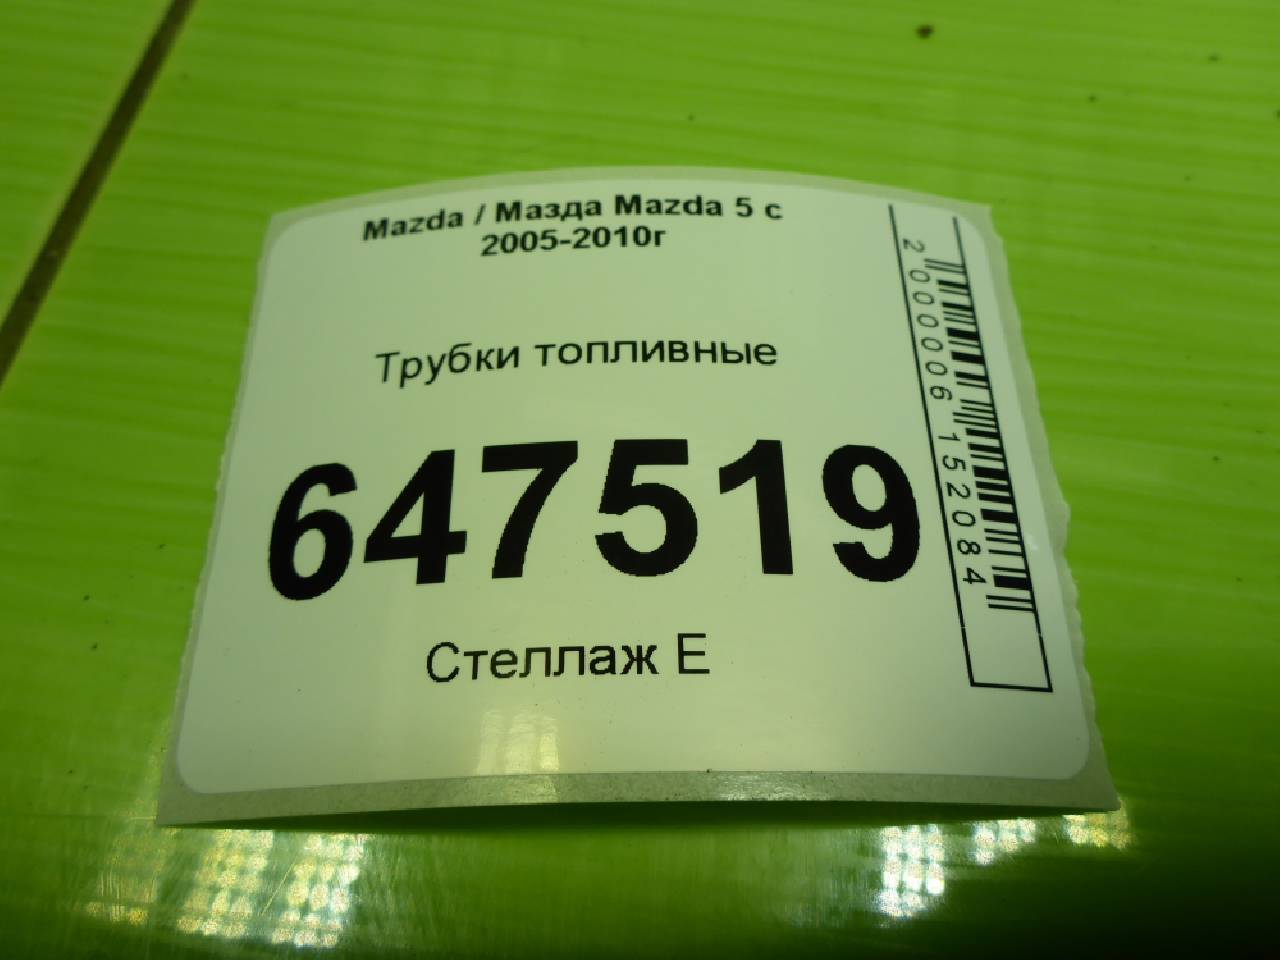 Mazda / Мазда Mazda 5 с
2005-2010г
Трубки топливные
647519
Стеллаж Е
2000006152084